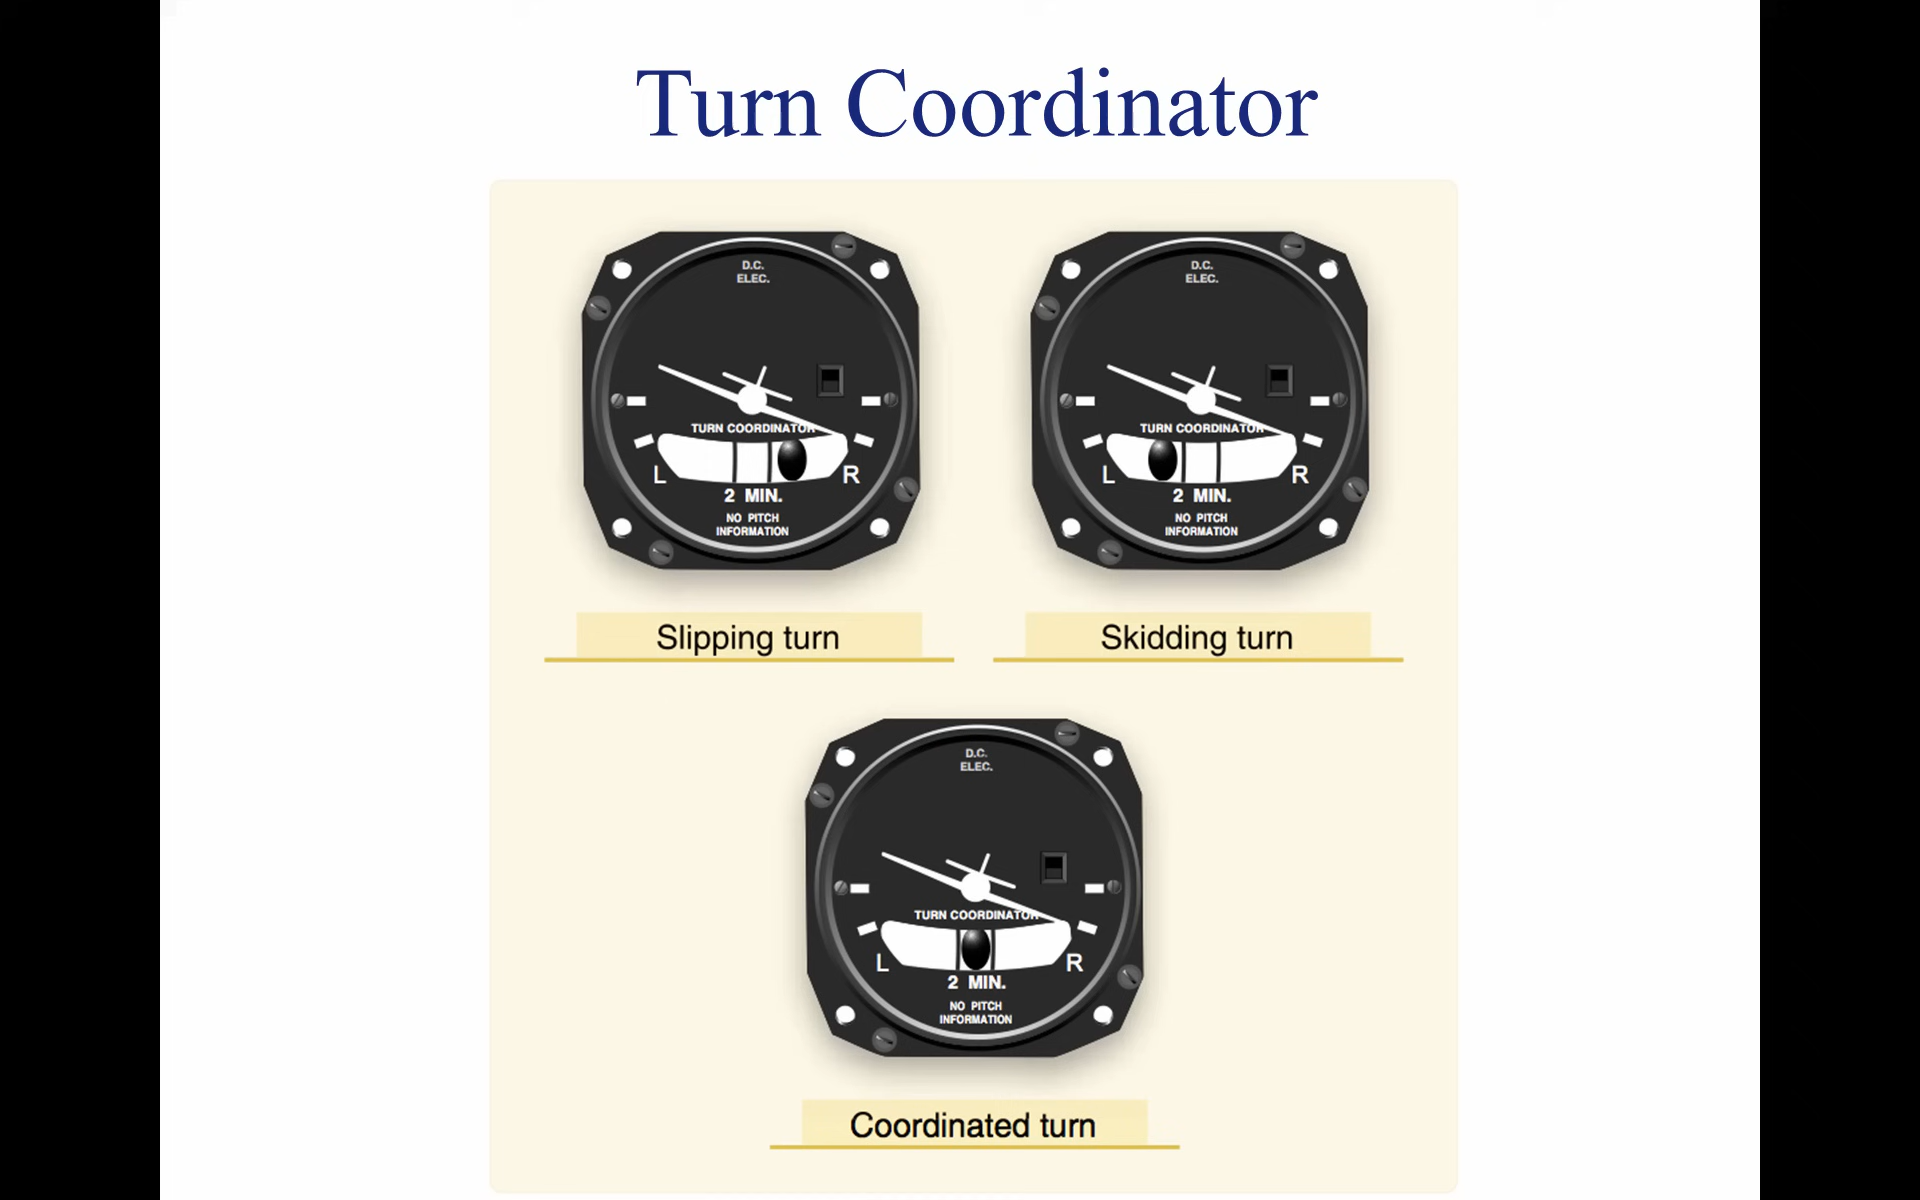 Turn Coordinator
D.C.
ELEC.
TURN COORDINATOR
L
R
2 MIN.
NO PITCH
INFORMATION
Slipping turn
D.C.
ELEC.
TURN COORDINATOR
L
R
2 MIN.
NO PITCH
INFORMATION
Skidding turn
D.C.
ELEC.
TURN COORDINATOR
L
R
2 MIN.
NO PITCH
INFORMATION
Coordinated turn